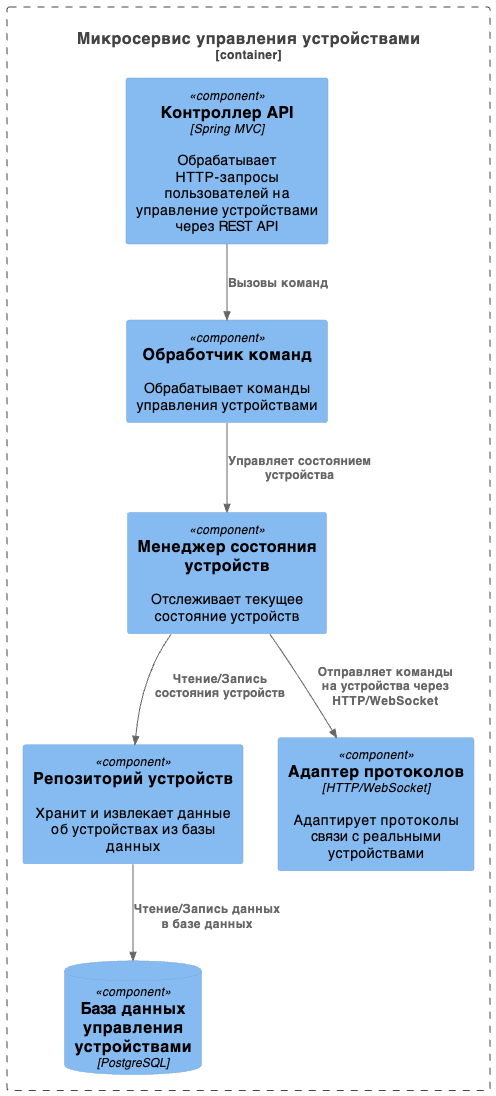 Микросервис управления устройствами
[container]
«component»
Контроллер API
[Spring MVC]
Обрабатывает
HTTP-запросы
пользователей на
управление устройствами
через REST API
Вызовы команд
«component»
Обработчик команд
Обрабатывает команды
управления устройствами
Управляет состоянием
устройства
«component»
Менеджер состояния
устройств
Отслеживает текущее
состояние устройств
Чтение/Запись
состояния устройств
Отправляет команды
на устройства через
HTTP/WebSocket
«component»
Репозиторий устройств
Хранит и извлекает данные
об устройствах из базы
данных
«component»
Адаптер протоколов
[HTTP/WebSocket]
Адаптирует протоколы
связи с реальными
устройствами
Чтение/Запись данных
в базе данных
«component»
База данных
управления
устройствами
[PostgreSQL]